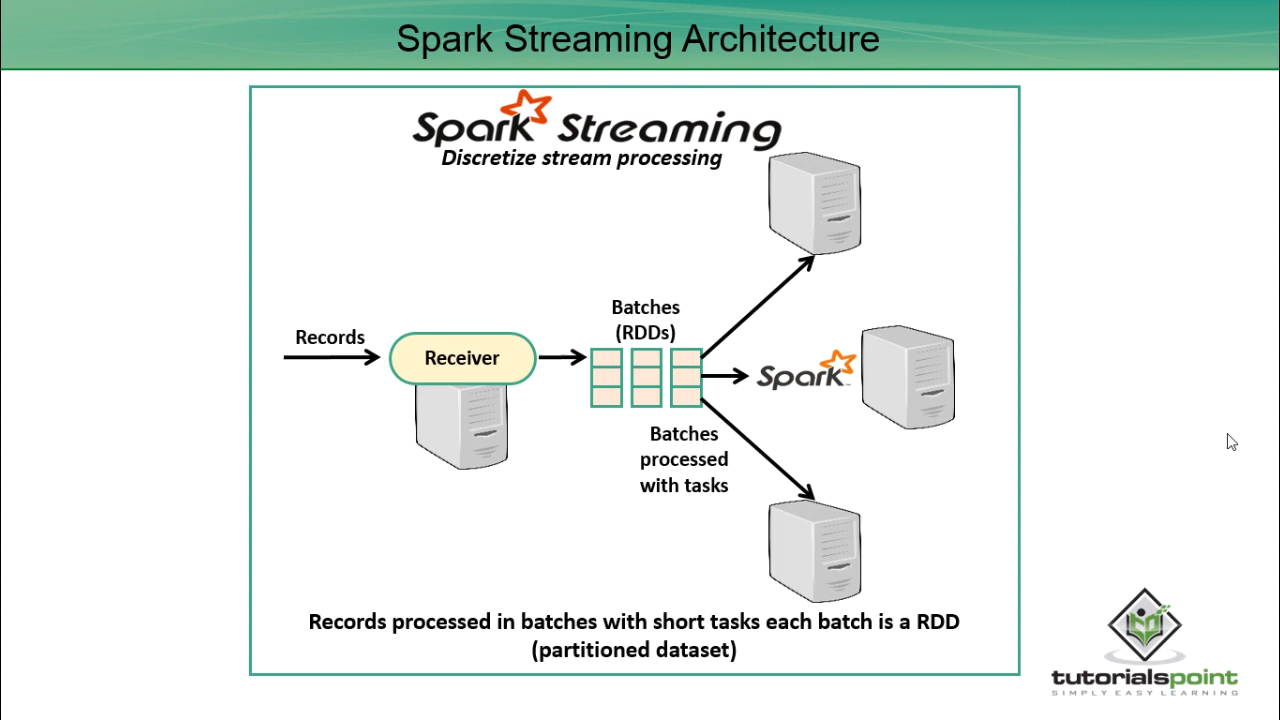 Spark Streaming Architecture
Spark Streaming
Discretize stream processing
Records
Receiver
Batches
(RDDs)
Spark
Batches
processed
with tasks
Records processed in batches with short tasks each batch is a RDD
(partitioned dataset)
tutorialspoint
SIMPLY EASY LEARNING